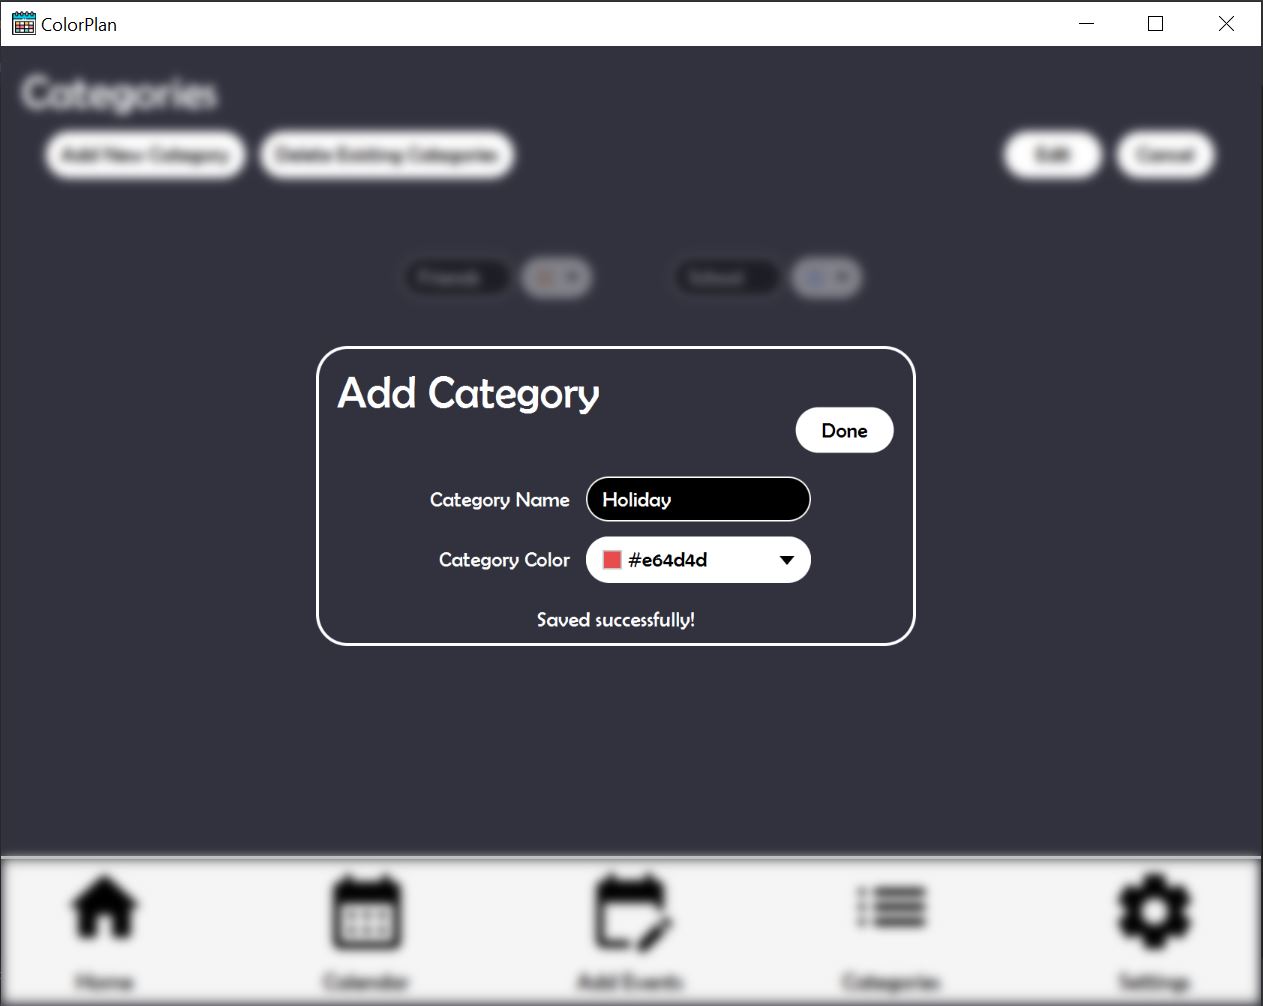 ColorPlan
Categories
Add New Category Delete Existing Categories Edit Cancel
Friends School
Add Category
Done
Category Name Holiday
Category Color #e64d4d
Saved successfully!
Home Calendar Add Events Categories Settings